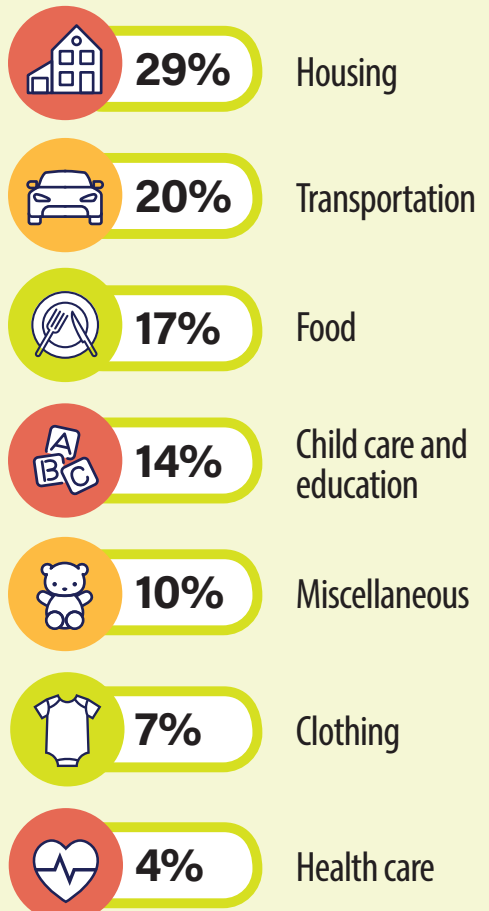 29% Housing
20% Transportation
17% Food
A
B C
14% Child care and
education
10% Miscellaneous
7% Clothing
4% Health care